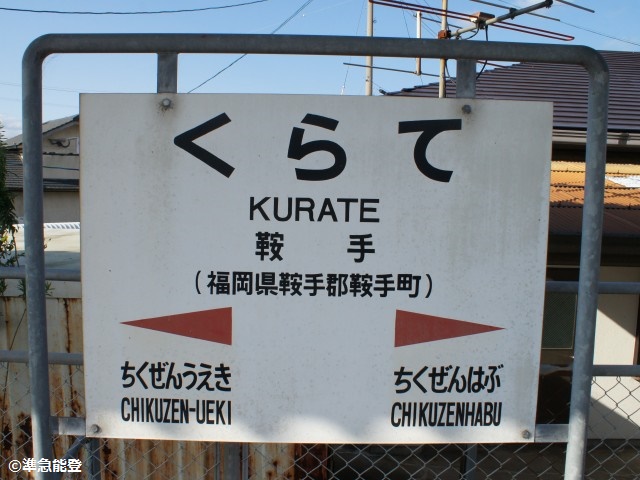 くらて
KURATE
鞍手
(福岡県鞍手郡鞍手町)
ちくぜんうえき
CHIKUZEN-UEKI
ちくぜんはぶ
CHIKUZENHABU
©準急能登